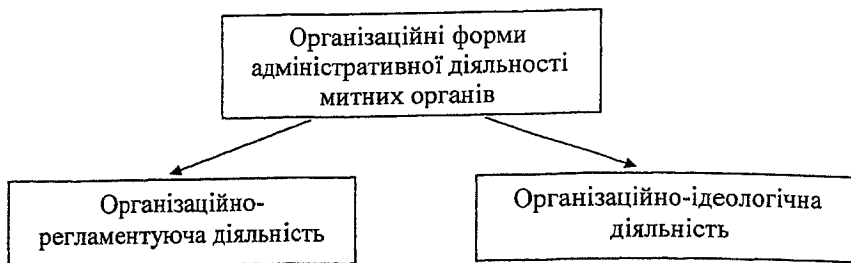 Організаційні форми
адміністративної діяльності
митних органів
Організаційно-
регламентуюча діяльність
Організаційно-ідеологічна
діяльність